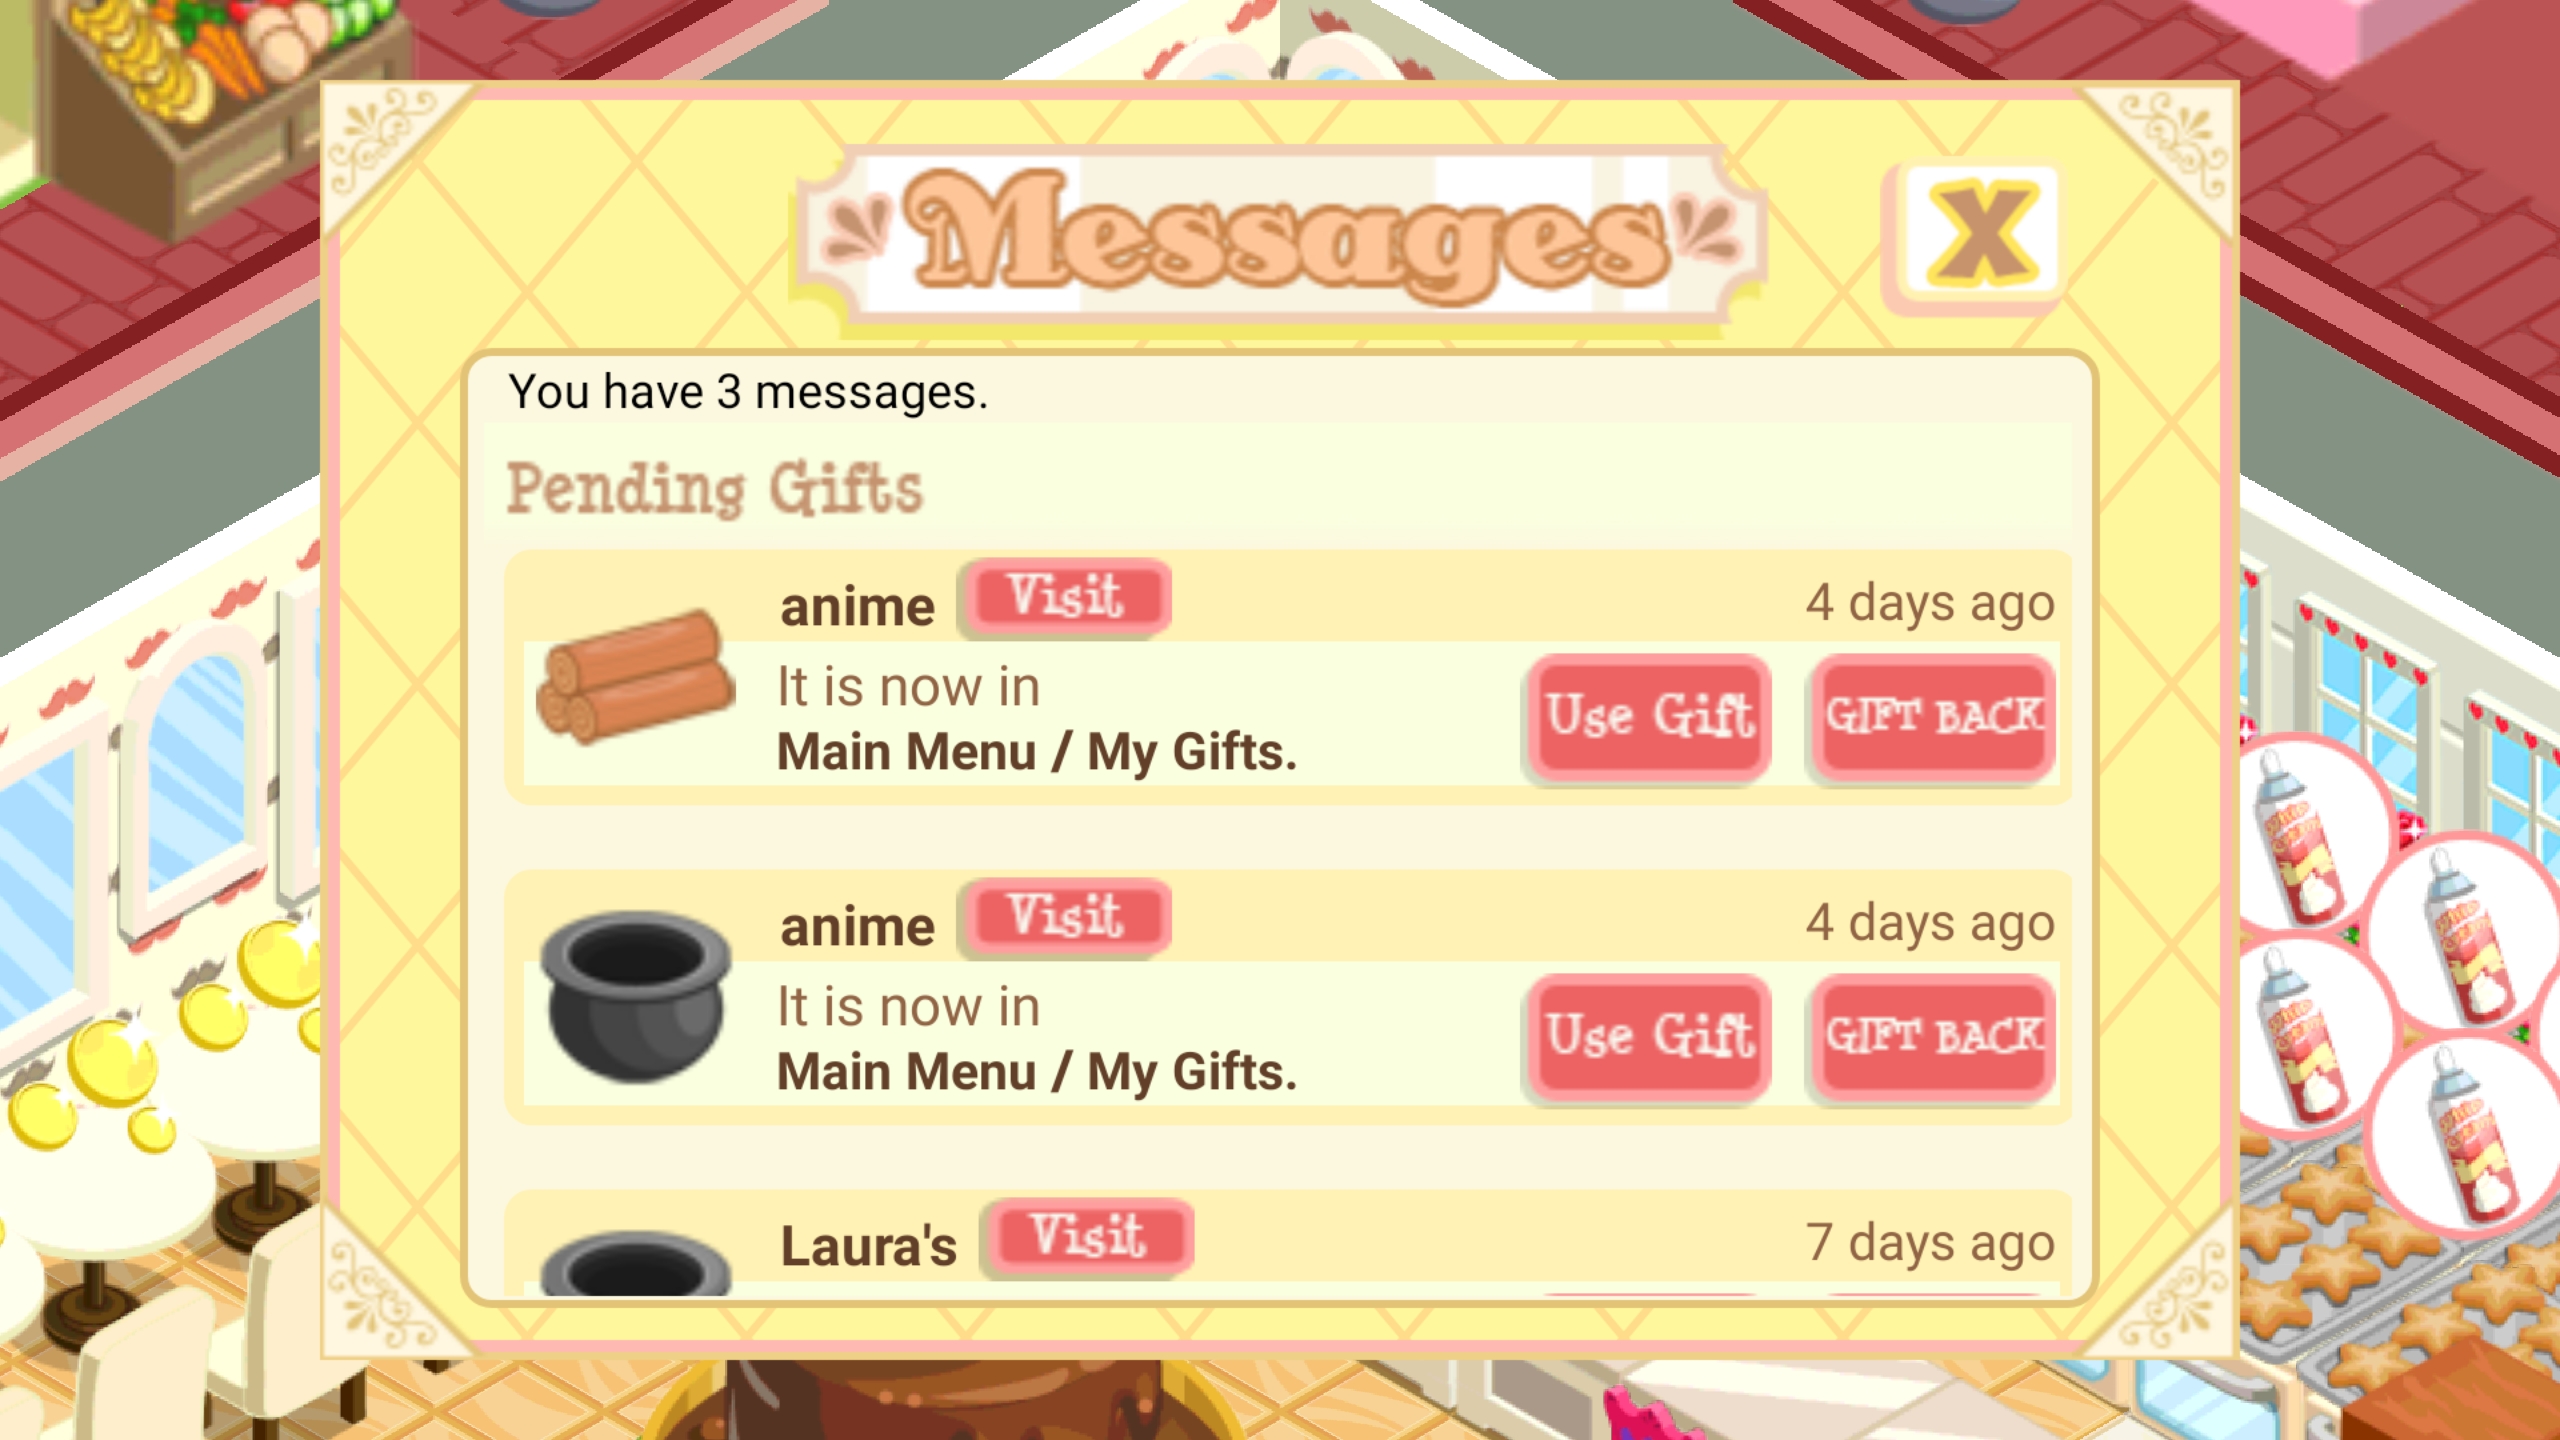 Messages
X
You have 3 messages.
Pending Gifts
anime Visit 4 days ago
It is now in
Main Menu / My Gifts.
Use Gift GIFT BACK
anime Visit 4 days ago
It is now in
Main Menu / My Gifts.
Use Gift GIFT BACK
Laura's Visit 7 days ago